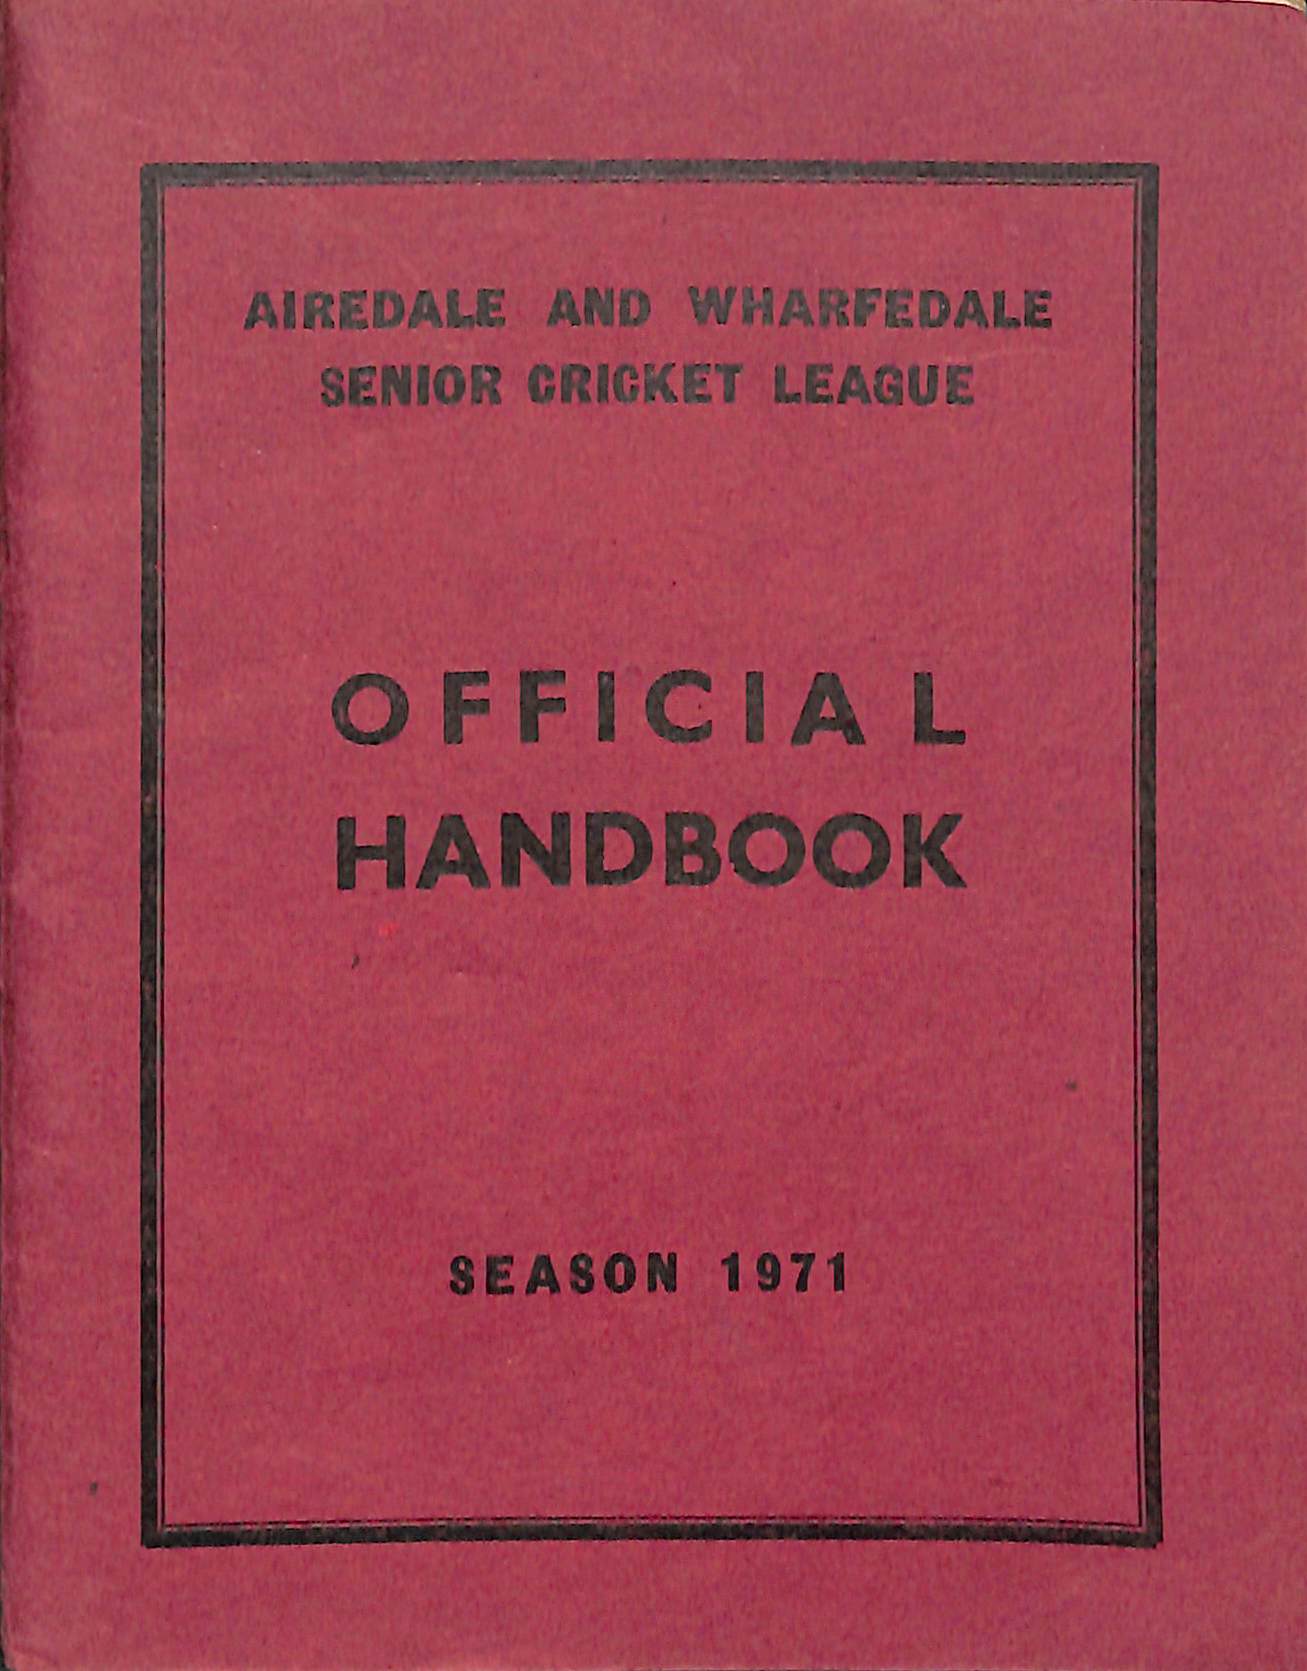 AIREDALE AND WHARFEDALE
SENIOR CRICKET LEAGUE
OFFICIAL
HANDBOOK
SEASON 1971